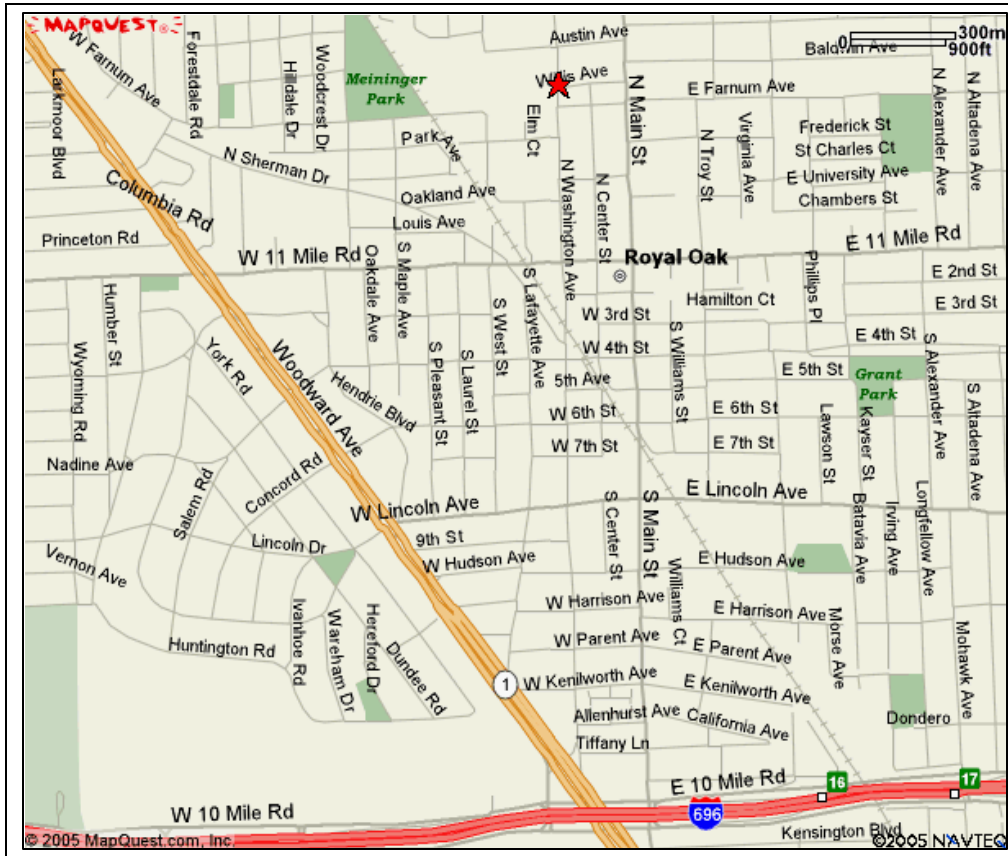 MAPQUEST
Austin Ave
0 300m
900ft
Baldwin Ave
W Farnum Ave
Forestdale Rd
Hilldale Dr
Woodcrest Dr
Larkmoor Blvd
Meininger
Park
Elm Ct
N Main St
E Farnum Ave
N Alexander Ave
N Altadena Ave
Park Ave
N Troy St
Virginia Ave
Frederick St
St Charles Ct
E University Ave
Chambers St
N Sherman Dr
Columbia Rd
Oakland Ave
Louis Ave
N Washington Ave
N Center St
Princeton Rd
W 11 Mile Rd
E 11 Mile Rd
Royal Oak
Oakdale Ave
S Maple Ave
S Lafayette Ave
S West St
Phillips Pl
E 2nd St
E 3rd St
Hamilton Ct
W 3rd St
Humber St
Wyoming Rd
York Rd
Woodward Ave
Hendrie Blvd
S Pleasant St
S Laurel St
W 4th St
S Williams St
E 4th St
E 5th St
Grant
Park
S Alexander Ave
S Altadena Ave
5th Ave
W 6th St
E 6th St
W 7th St
E 7th St
Lawson St
Kayser St
Nadine Ave
Salem Rd
Concord Rd
W Lincoln Ave
E Lincoln Ave
S Center St
S Main St
Batavia Ave
Irving Ave
Longfellow Ave
Lincoln Dr
9th St
W Hudson Ave
E Hudson Ave
Vernon Ave
Williams Ct
W Harrison Ave
E Harrison Ave
Ivanhoe Rd
Wareham Dr
Hereford Dr
Dundee Rd
Huntington Rd
W Parent Ave
E Parent Ave
Morse Ave
Mohawk Ave
1
W Kenilworth Ave
E Kenilworth Ave
Allenhurst Ave
California Ave
Dondero
Tiffany Ln
E 10 Mile Rd
16
17
W 10 Mile Rd
696
Kensington Blvd
© 2005 MapQuest.com, Inc.
©2005 NAVTEQ